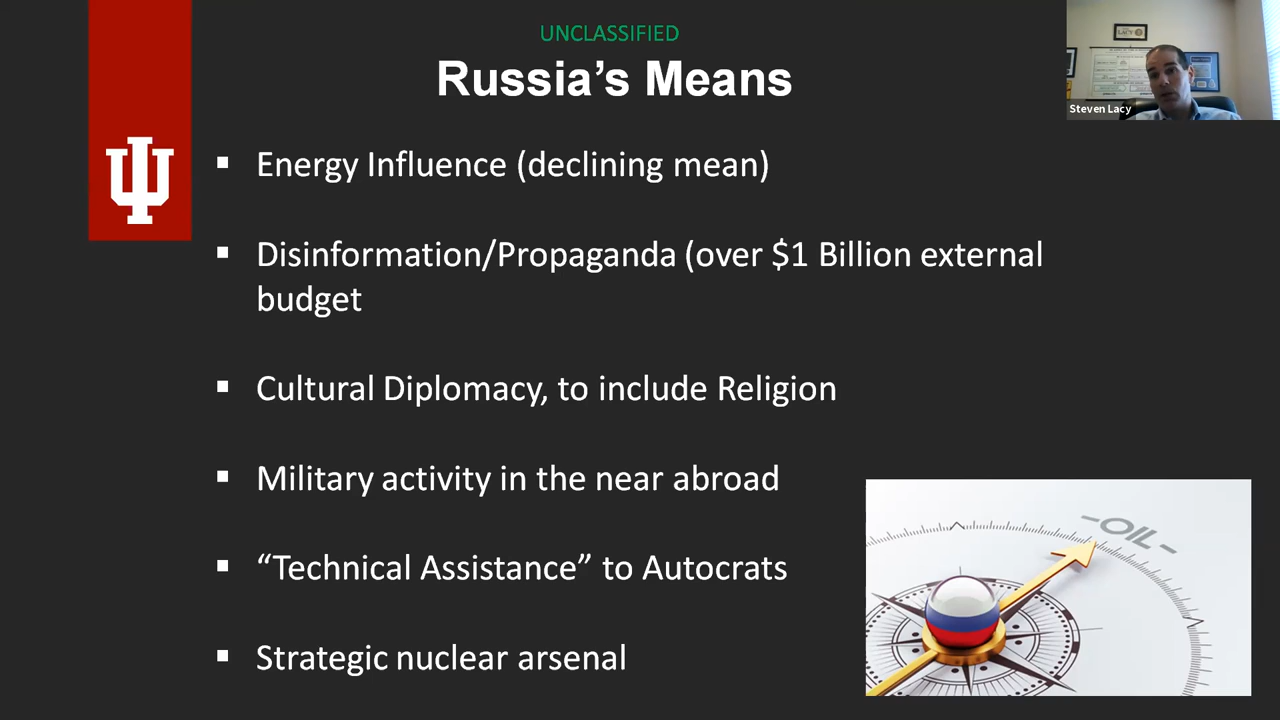 UNCLASSIFIED
Russia’s Means
Steven Lacy
▪ Energy Influence (declining mean)
▪ Disinformation/Propaganda (over $1 Billion external
budget
▪ Cultural Diplomacy, to include Religion
▪ Military activity in the near abroad
▪ “Technical Assistance” to Autocrats
▪ Strategic nuclear arsenal
-OIL-